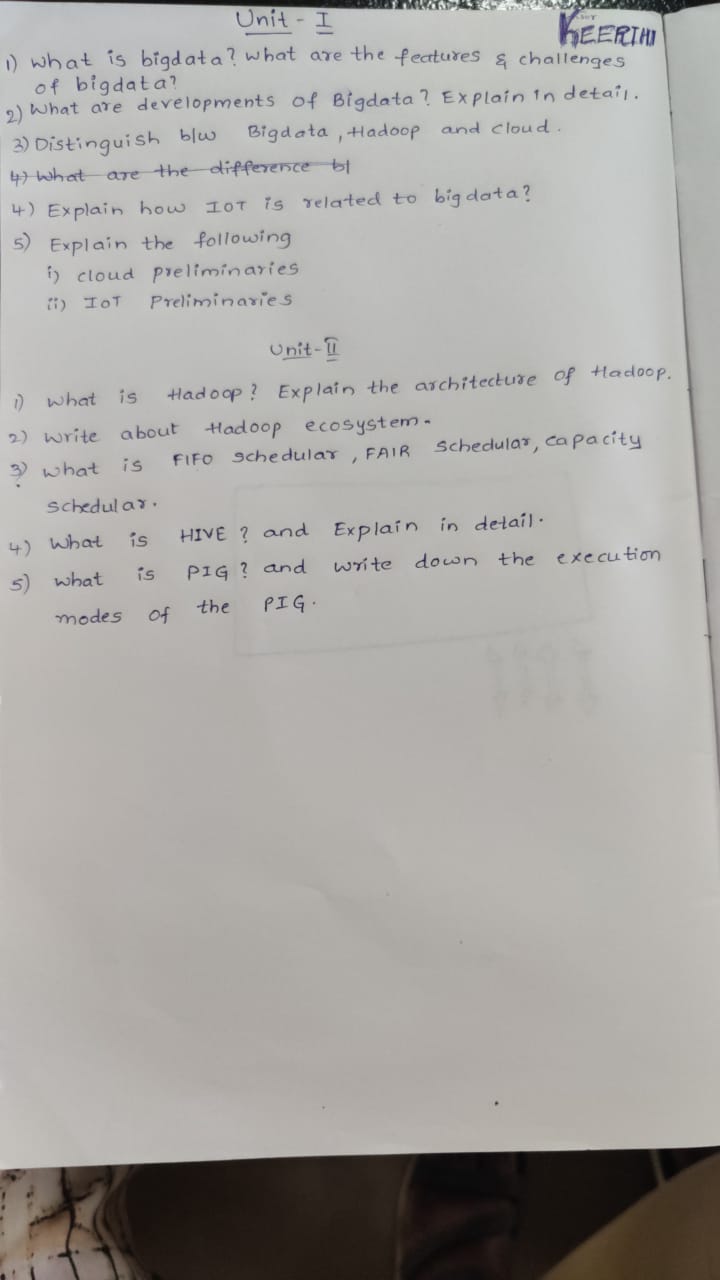 Unit - I
KEERTHI
1) What is bigdata? what are the features & challenges
of bigdata?
2) What are developments of Bigdata? Explain in detail.
3) Distinguish b/w Bigdata, Hadoop and cloud.
4) What are the difference b/
4) Explain how IOT is related to bigdata?
5) Explain the following
i) cloud preliminaries
ii) IOT Preliminaries
Unit-II
1) what is Hadoop? Explain the architecture of Hadoop.
2) write about Hadoop ecosystem.
3) what is FIFO schedular, FAIR schedular, capacity
schedular.
4) What is HIVE? and Explain in detail.
5) what is PIG? and write down the execution
modes of the PIG.